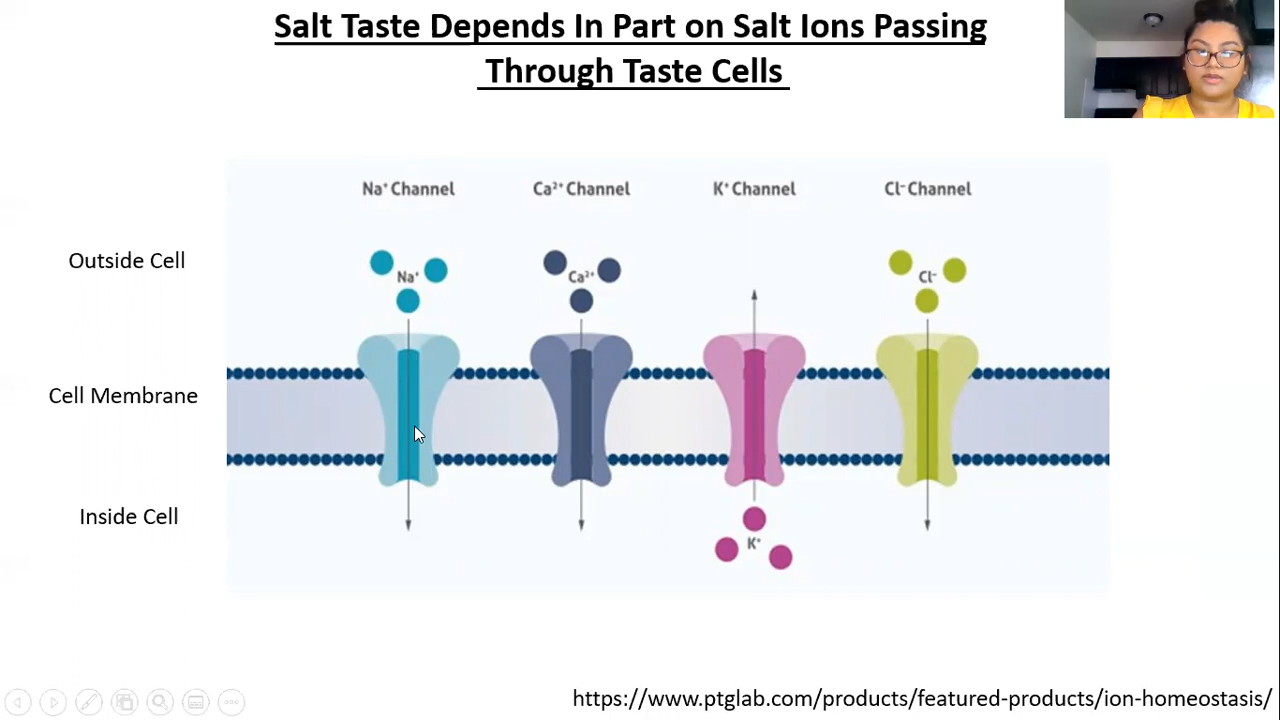 Salt Taste Depends In Part on Salt Ions Passing
Through Taste Cells
Na⁺ Channel
Ca²⁺ Channel
K⁺ Channel
Cl⁻ Channel
Outside Cell
Na⁺
Ca²⁺
Cl⁻
Cell Membrane
Inside Cell
K⁺
https://www.ptglab.com/products/featured-products/ion-homeostasis/